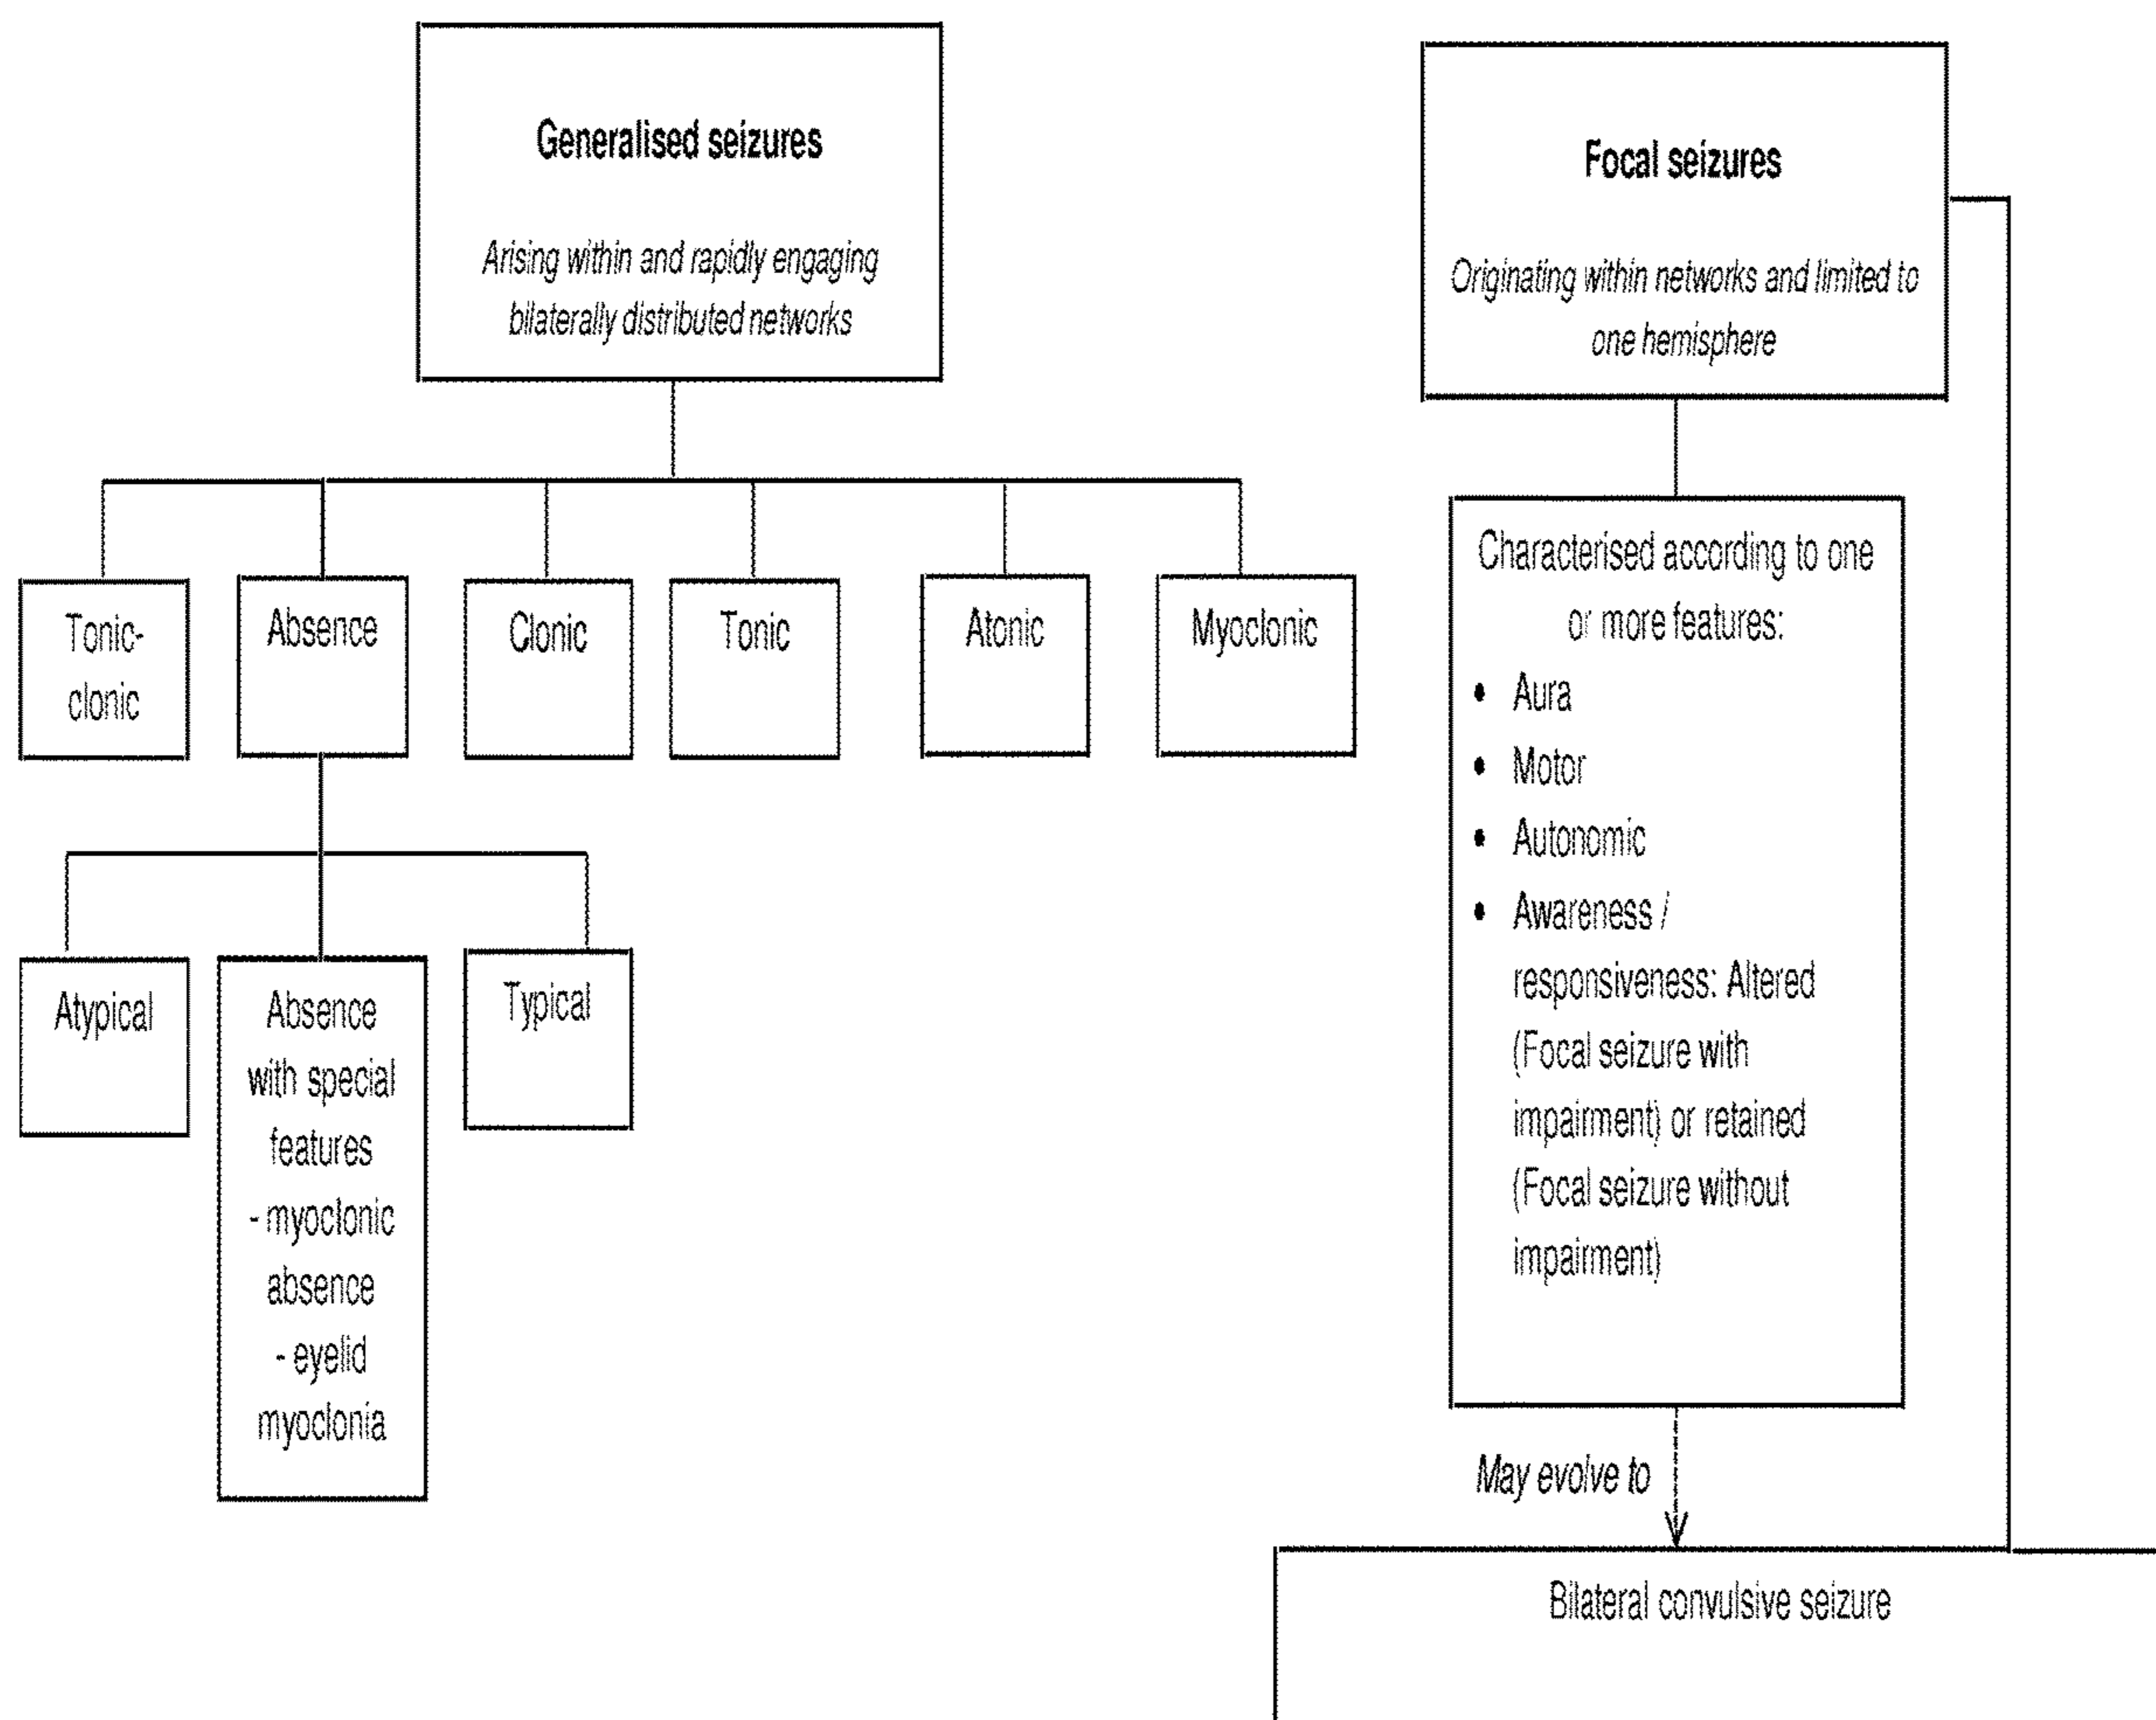 Generalised seizures
Arising within and rapidly engaging
bilaterally distributed networks
Focal seizures
Originating within networks and limited to
one hemisphere
Tonic-
clonic
Absence
Clonic
Tonic
Atonic
Myoclonic
Atypical
Absence
with special
features
- myoclonic
absence
- eyelid
myoclonia
Typical
Characterised according to one
or more features:
• Aura
• Motor
• Autonomic
• Awareness /
responsiveness: Altered
(Focal seizure with
impairment) or retained
(Focal seizure without
impairment)
May evolve to
Bilateral convulsive seizure